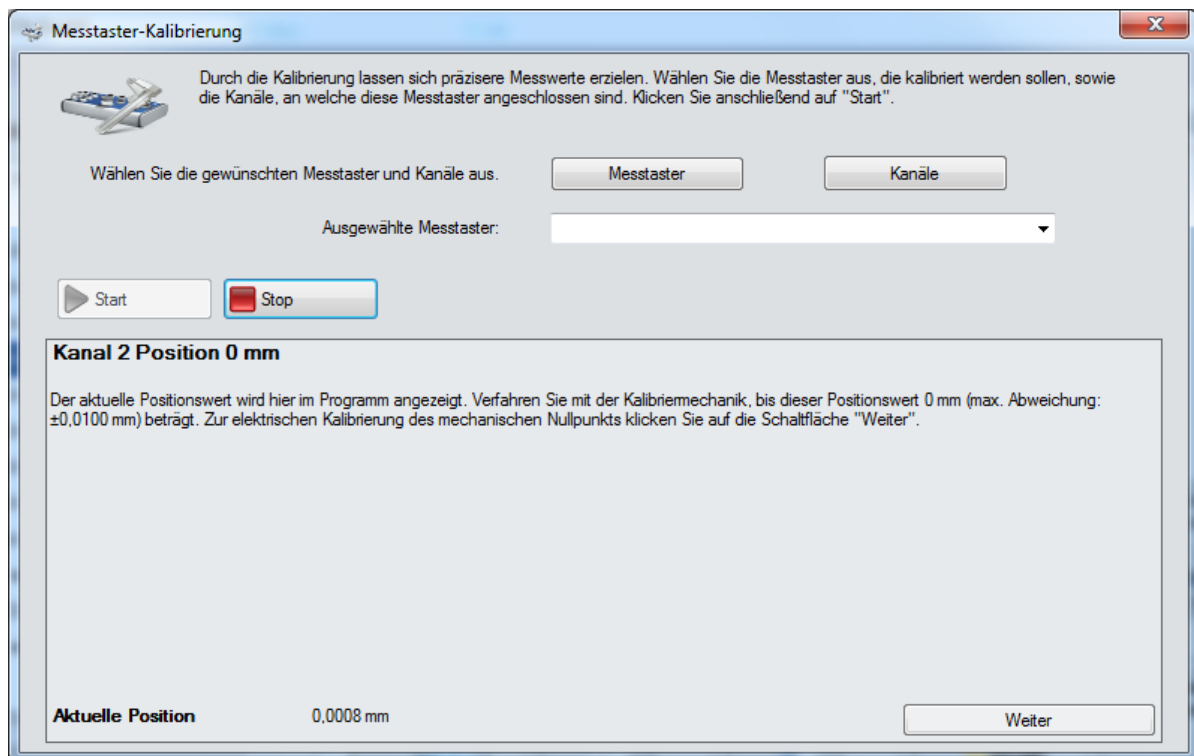 Messtaster-Kalibrierung
Durch die Kalibrierung lassen sich präzisere Messwerte erzielen. Wählen Sie die Messtaster aus, die kalibriert werden sollen, sowie
die Kanäle, an welche diese Messtaster angeschlossen sind. Klicken Sie anschließend auf "Start".
Wählen Sie die gewünschten Messtaster und Kanäle aus. Messtaster Kanäle
Ausgewählte Messtaster:
Start Stop
Kanal 2 Position 0 mm
Der aktuelle Positionswert wird hier im Programm angezeigt. Verfahren Sie mit der Kalibriermechanik, bis dieser Positionswert 0 mm (max. Abweichung:
±0,0100 mm) beträgt. Zur elektrischen Kalibrierung des mechanischen Nullpunkts klicken Sie auf die Schaltfläche "Weiter".
Aktuelle Position 0,0008 mm Weiter